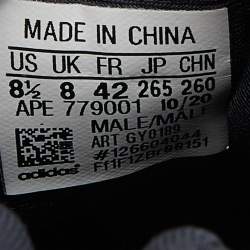 MADE IN CHINA
US UK FR JP CHN
8½ 8 42 265 260
APE 779001 10/20
MALE/MALE
ART GY0189
#126604944
adidas